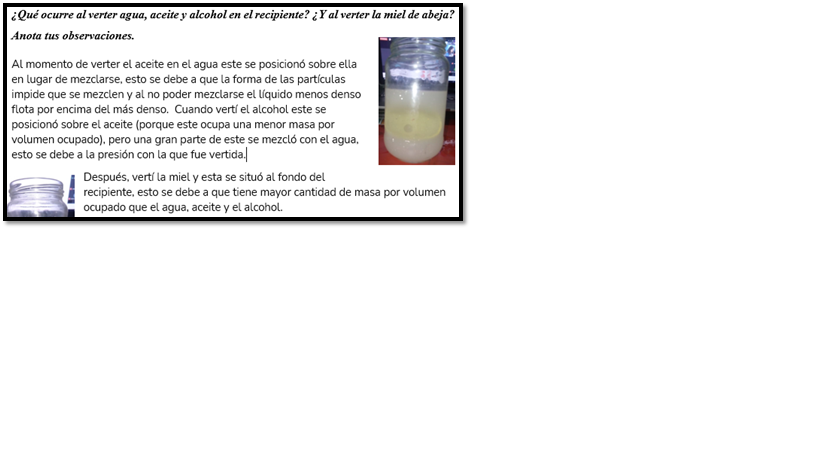 ¿Qué ocurre al verter agua, aceite y alcohol en el recipiente? ¿Y al verter la miel de abeja?
Anota tus observaciones.
Al momento de verter el aceite en el agua este se posicionó sobre ella
en lugar de mezclarse, esto se debe a que la forma de las partículas
impide que se mezclen y al no poder mezclarse el líquido menos denso
flota por encima del más denso. Cuando vertí el alcohol este se
posicionó sobre el aceite (porque este ocupa una menor masa por
volumen ocupado), pero una gran parte de este se mezcló con el agua,
esto se debe a la presión con la que fue vertida.
Después, vertí la miel y esta se situó al fondo del
recipiente, esto se debe a que tiene mayor cantidad de masa por volumen
ocupado que el agua, aceite y el alcohol.